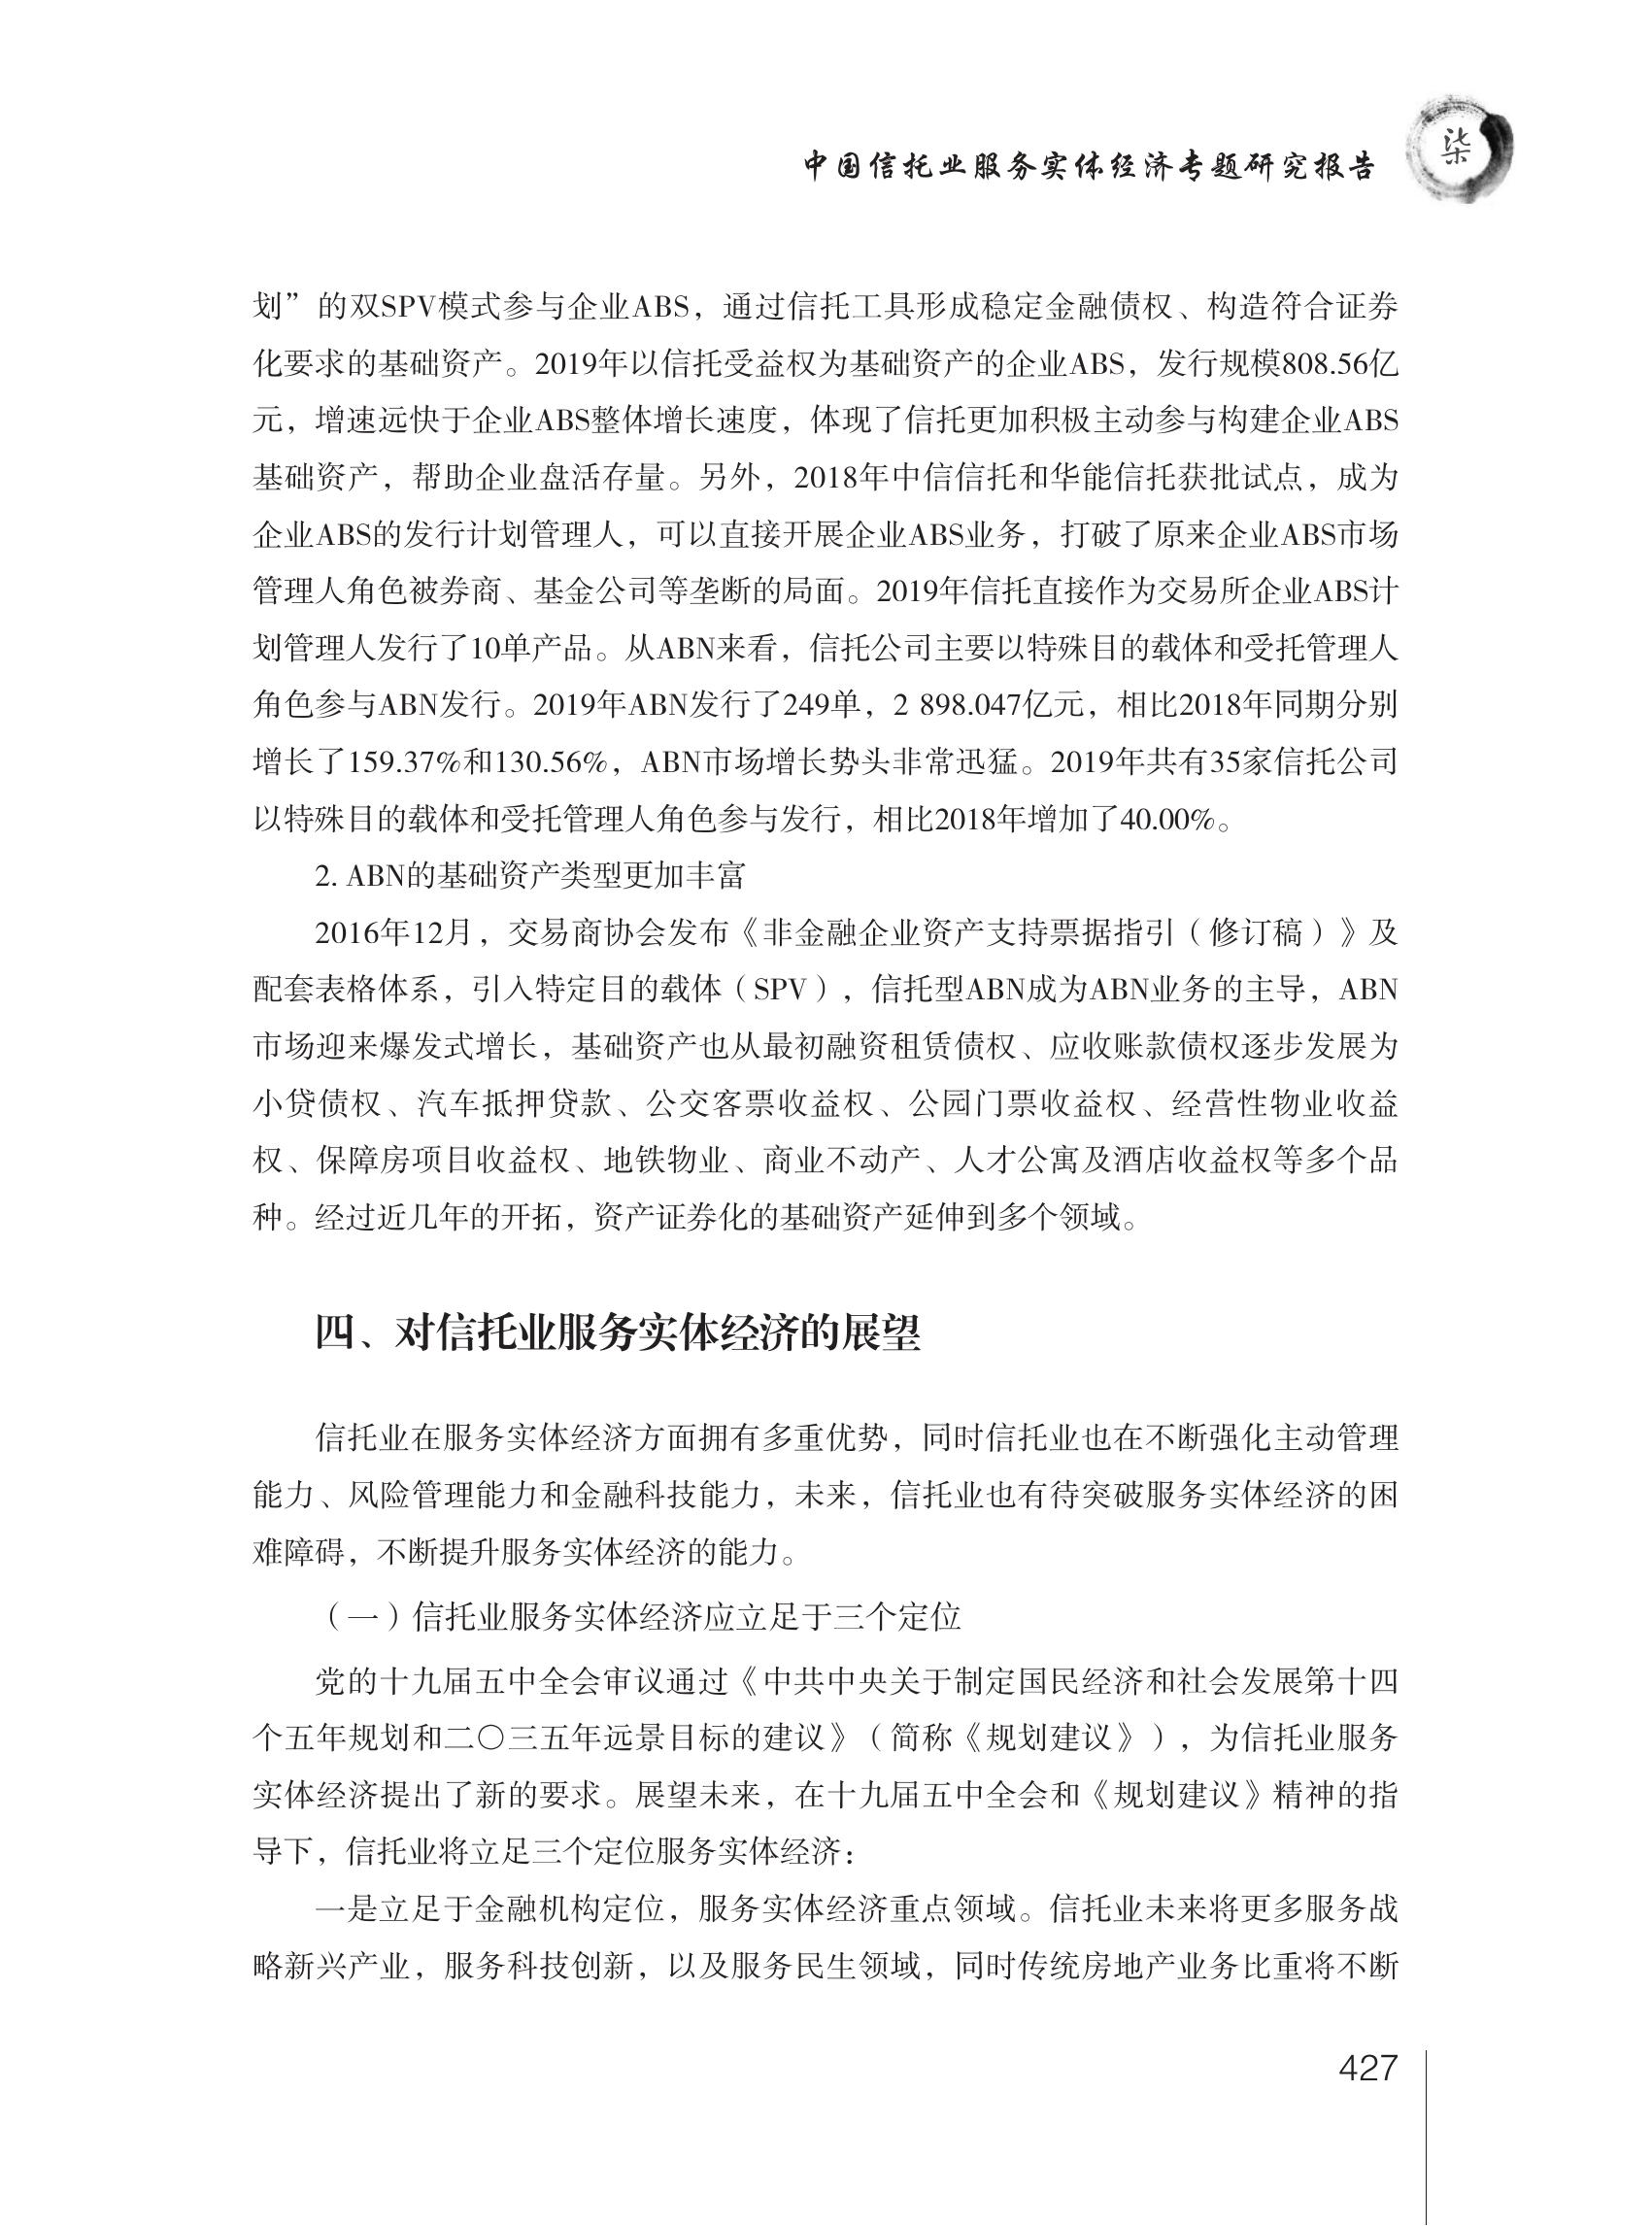 中国信托业服务实体经济专题研究报告
柒
划”的双SPV模式参与企业ABS，通过信托工具形成稳定金融债权、构造符合证券
化要求的基础资产。2019年以信托受益权为基础资产的企业ABS，发行规模808.56亿
元，增速远快于企业ABS整体增长速度，体现了信托更加积极主动参与构建企业ABS
基础资产，帮助企业盘活存量。另外，2018年中信信托和华能信托获批试点，成为
企业ABS的发行计划管理人，可以直接开展企业ABS业务，打破了原来企业ABS市场
管理人角色被券商、基金公司等垄断的局面。2019年信托直接作为交易所企业ABS计
划管理人发行了10单产品。从ABN来看，信托公司主要以特殊目的载体和受托管理人
角色参与ABN发行。2019年ABN发行了249单，2 898.047亿元，相比2018年同期分别
增长了159.37%和130.56%，ABN市场增长势头非常迅猛。2019年共有35家信托公司
以特殊目的载体和受托管理人角色参与发行，相比2018年增加了40.00%。
2. ABN的基础资产类型更加丰富
2016年12月，交易商协会发布《非金融企业资产支持票据指引（修订稿）》及
配套表格体系，引入特定目的载体（SPV），信托型ABN成为ABN业务的主导，ABN
市场迎来爆发式增长，基础资产也从最初融资租赁债权、应收账款债权逐步发展为
小贷债权、汽车抵押贷款、公交客票收益权、公园门票收益权、经营性物业收益
权、保障房项目收益权、地铁物业、商业不动产、人才公寓及酒店收益权等多个品
种。经过近几年的开拓，资产证券化的基础资产延伸到多个领域。
四、对信托业服务实体经济的展望
信托业在服务实体经济方面拥有多重优势，同时信托业也在不断强化主动管理
能力、风险管理能力和金融科技能力，未来，信托业也有待突破服务实体经济的困
难障碍，不断提升服务实体经济的能力。
（一）信托业服务实体经济应立足于三个定位
党的十九届五中全会审议通过《中共中央关于制定国民经济和社会发展第十四
个五年规划和二〇三五年远景目标的建议》（简称《规划建议》），为信托业服务
实体经济提出了新的要求。展望未来，在十九届五中全会和《规划建议》精神的指
导下，信托业将立足三个定位服务实体经济：
一是立足于金融机构定位，服务实体经济重点领域。信托业未来将更多服务战
略新兴产业，服务科技创新，以及服务民生领域，同时传统房地产业务比重将不断
427